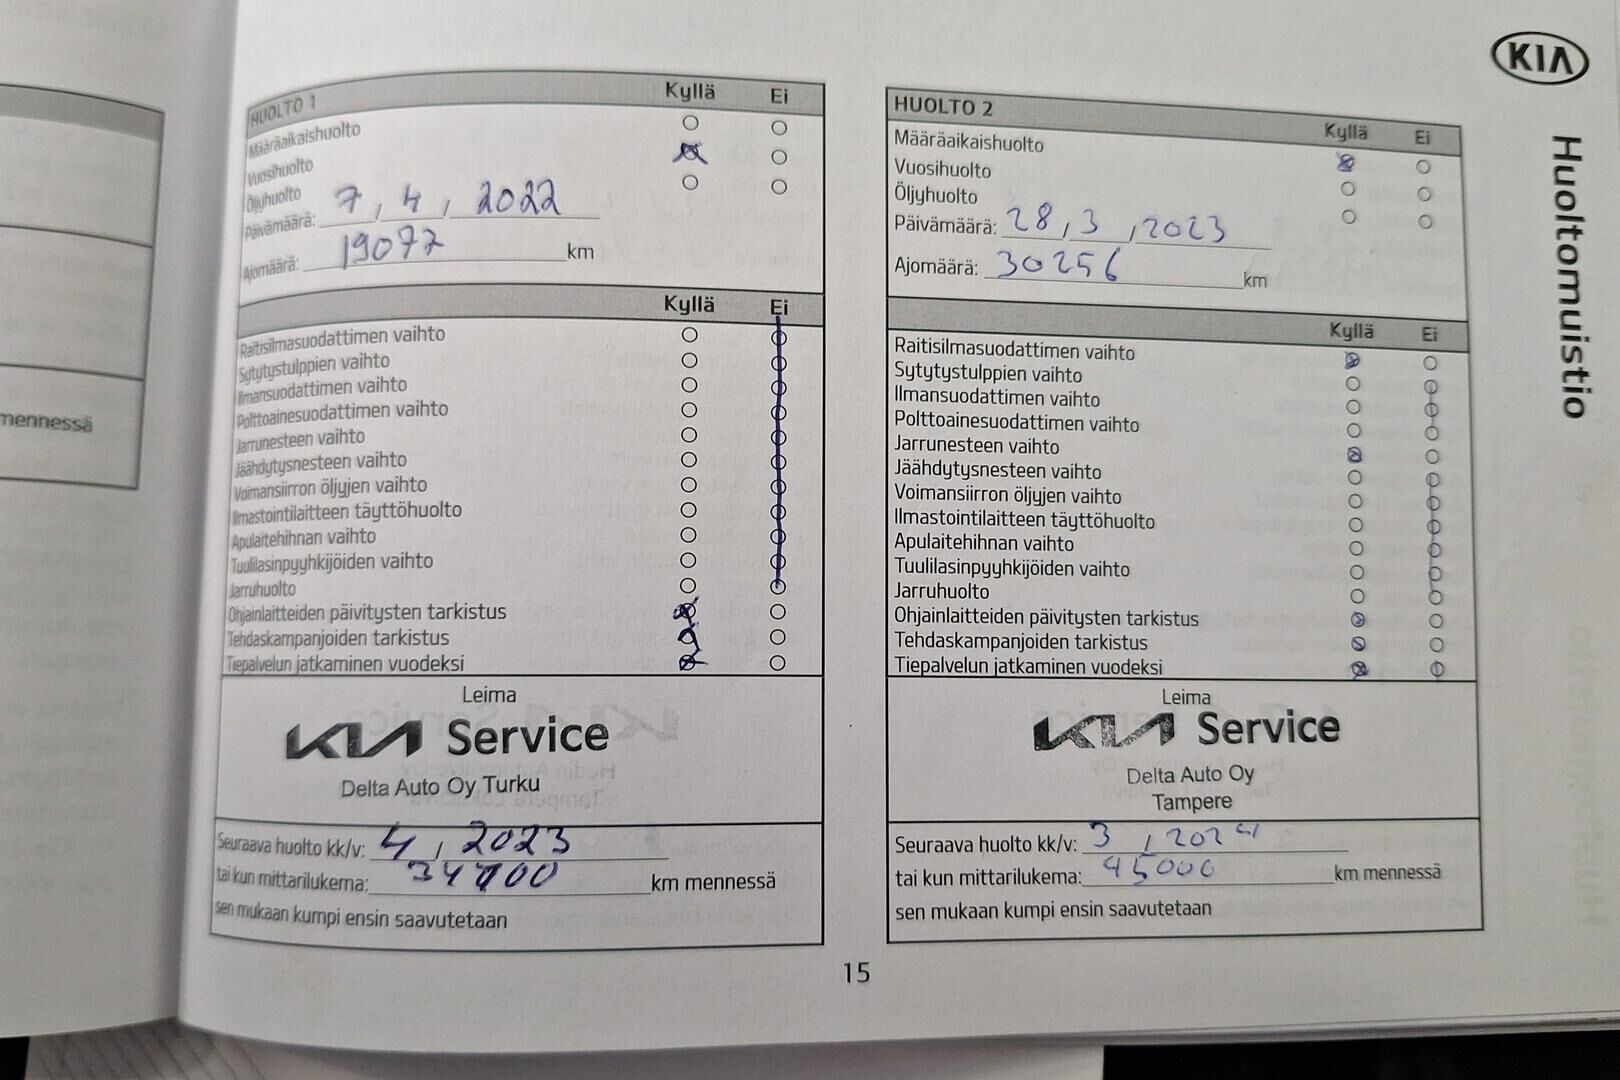 mennessä
HUOLTO 1 Kyllä Ei
Määräaikaishuolto
Vuosihuolto
Öljyhuolto
Päivämäärä: 7, 4, 2022
Ajomäärä: 19077 km
Kyllä Ei
Raitisilmasuodattimen vaihto
Sytytystulppien vaihto
Ilmansuodattimen vaihto
Polttoainesuodattimen vaihto
Jarrunesteen vaihto
Jäähdytysnesteen vaihto
Voimansiirron öljyjen vaihto
Ilmastointilaitteen täyttöhuolto
Apulaitehihnan vaihto
Tuulilasinpyyhkijöiden vaihto
Jarruhuolto
Ohjainlaitteiden päivitysten tarkistus
Tehdaskampanjoiden tarkistus
Tiepalvelun jatkaminen vuodeksi
Leima
KIA Service
Delta Auto Oy Turku
Seuraava huolto kk/v: 4, 2023
tai kun mittarilukema: km mennessä
sen mukaan kumpi ensin saavutetaan
HUOLTO 2 Kyllä Ei
Määräaikaishuolto
Vuosihuolto
Öljyhuolto
Päivämäärä: 28, 3, 2023
Ajomäärä: 30256 km
Kyllä Ei
Raitisilmasuodattimen vaihto
Sytytystulppien vaihto
Ilmansuodattimen vaihto
Polttoainesuodattimen vaihto
Jarrunesteen vaihto
Jäähdytysnesteen vaihto
Voimansiirron öljyjen vaihto
Ilmastointilaitteen täyttöhuolto
Apulaitehihnan vaihto
Tuulilasinpyyhkijöiden vaihto
Jarruhuolto
Ohjainlaitteiden päivitysten tarkistus
Tehdaskampanjoiden tarkistus
Tiepalvelun jatkaminen vuodeksi
Leima
KIA Service
Delta Auto Oy
Tampere
Seuraava huolto kk/v: 3, 2024
tai kun mittarilukema: 45000 km mennessä
sen mukaan kumpi ensin saavutetaan
15
KIA
Huoltomuistio